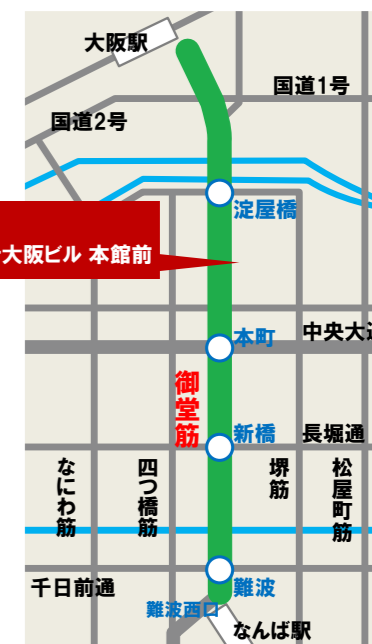 大阪駅
国道1号
国道2号
淀屋橋
大阪ビル 本館前
本町
中央大通
御堂筋
新橋
長堀通
なにわ筋
四つ橋筋
堺筋
松屋町筋
千日前通
難波
難波西口
なんば駅